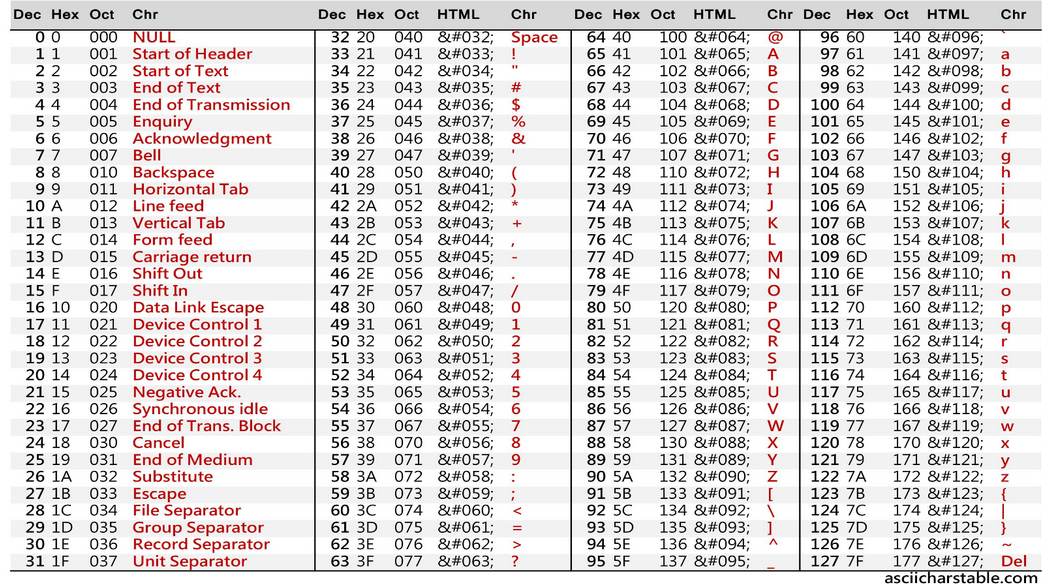 Dec Hex Oct Chr Dec Hex Oct HTML Chr Dec Hex Oct HTML Chr Dec Hex Oct HTML Chr
0 0 000 NULL 32 20 040 &#032; Space 64 40 100 &#064; @ 96 60 140 &#096; `
1 1 001 Start of Header 33 21 041 &#033; ! 65 41 101 &#065; A 97 61 141 &#097; a
2 2 002 Start of Text 34 22 042 &#034; " 66 42 102 &#066; B 98 62 142 &#098; b
3 3 003 End of Text 35 23 043 &#035; # 67 43 103 &#067; C 99 63 143 &#099; c
4 4 004 End of Transmission 36 24 044 &#036; $ 68 44 104 &#068; D 100 64 144 &#100; d
5 5 005 Enquiry 37 25 045 &#037; % 69 45 105 &#069; E 101 65 145 &#101; e
6 6 006 Acknowledgment 38 26 046 &#038; & 70 46 106 &#070; F 102 66 146 &#102; f
7 7 007 Bell 39 27 047 &#039; ' 71 47 107 &#071; G 103 67 147 &#103; g
8 8 010 Backspace 40 28 050 &#040; ( 72 48 110 &#072; H 104 68 150 &#104; h
9 9 011 Horizontal Tab 41 29 051 &#041; ) 73 49 111 &#073; I 105 69 151 &#105; i
10 A 012 Line feed 42 2A 052 &#042; * 74 4A 112 &#074; J 106 6A 152 &#106; j
11 B 013 Vertical Tab 43 2B 053 &#043; + 75 4B 113 &#075; K 107 6B 153 &#107; k
12 C 014 Form feed 44 2C 054 &#044; , 76 4C 114 &#076; L 108 6C 154 &#108; l
13 D 015 Carriage return 45 2D 055 &#045; - 77 4D 115 &#077; M 109 6D 155 &#109; m
14 E 016 Shift Out 46 2E 056 &#046; . 78 4E 116 &#078; N 110 6E 156 &#110; n
15 F 017 Shift In 47 2F 057 &#047; / 79 4F 117 &#079; O 111 6F 157 &#111; o
16 10 020 Data Link Escape 48 30 060 &#048; 0 80 50 120 &#080; P 112 70 160 &#112; p
17 11 021 Device Control 1 49 31 061 &#049; 1 81 51 121 &#081; Q 113 71 161 &#113; q
18 12 022 Device Control 2 50 32 062 &#050; 2 82 52 122 &#082; R 114 72 162 &#114; r
19 13 023 Device Control 3 51 33 063 &#051; 3 83 53 123 &#083; S 115 73 163 &#115; s
20 14 024 Device Control 4 52 34 064 &#052; 4 84 54 124 &#084; T 116 74 164 &#116; t
21 15 025 Negative Ack. 53 35 065 &#053; 5 85 55 125 &#085; U 117 75 165 &#117; u
22 16 026 Synchronous idle 54 36 066 &#054; 6 86 56 126 &#086; V 118 76 166 &#118; v
23 17 027 End of Trans. Block 55 37 067 &#055; 7 87 57 127 &#087; W 119 77 167 &#119; w
24 18 030 Cancel 56 38 070 &#056; 8 88 58 130 &#088; X 120 78 170 &#120; x
25 19 031 End of Medium 57 39 071 &#057; 9 89 59 131 &#089; Y 121 79 171 &#121; y
26 1A 032 Substitute 58 3A 072 &#058; : 90 5A 132 &#090; Z 122 7A 172 &#122; z
27 1B 033 Escape 59 3B 073 &#059; ; 91 5B 133 &#091; [ 123 7B 173 &#123; {
28 1C 034 File Separator 60 3C 074 &#060; < 92 5C 134 &#092; \ 124 7C 174 &#124; |
29 1D 035 Group Separator 61 3D 075 &#061; = 93 5D 135 &#093; ] 125 7D 175 &#125; }
30 1E 036 Record Separator 62 3E 076 &#062; > 94 5E 136 &#094; ^ 126 7E 176 &#126; ~
31 1F 037 Unit Separator 63 3F 077 &#063; ? 95 5F 137 &#095; _ 127 7F 177 &#127; Del
asciicharstable.com